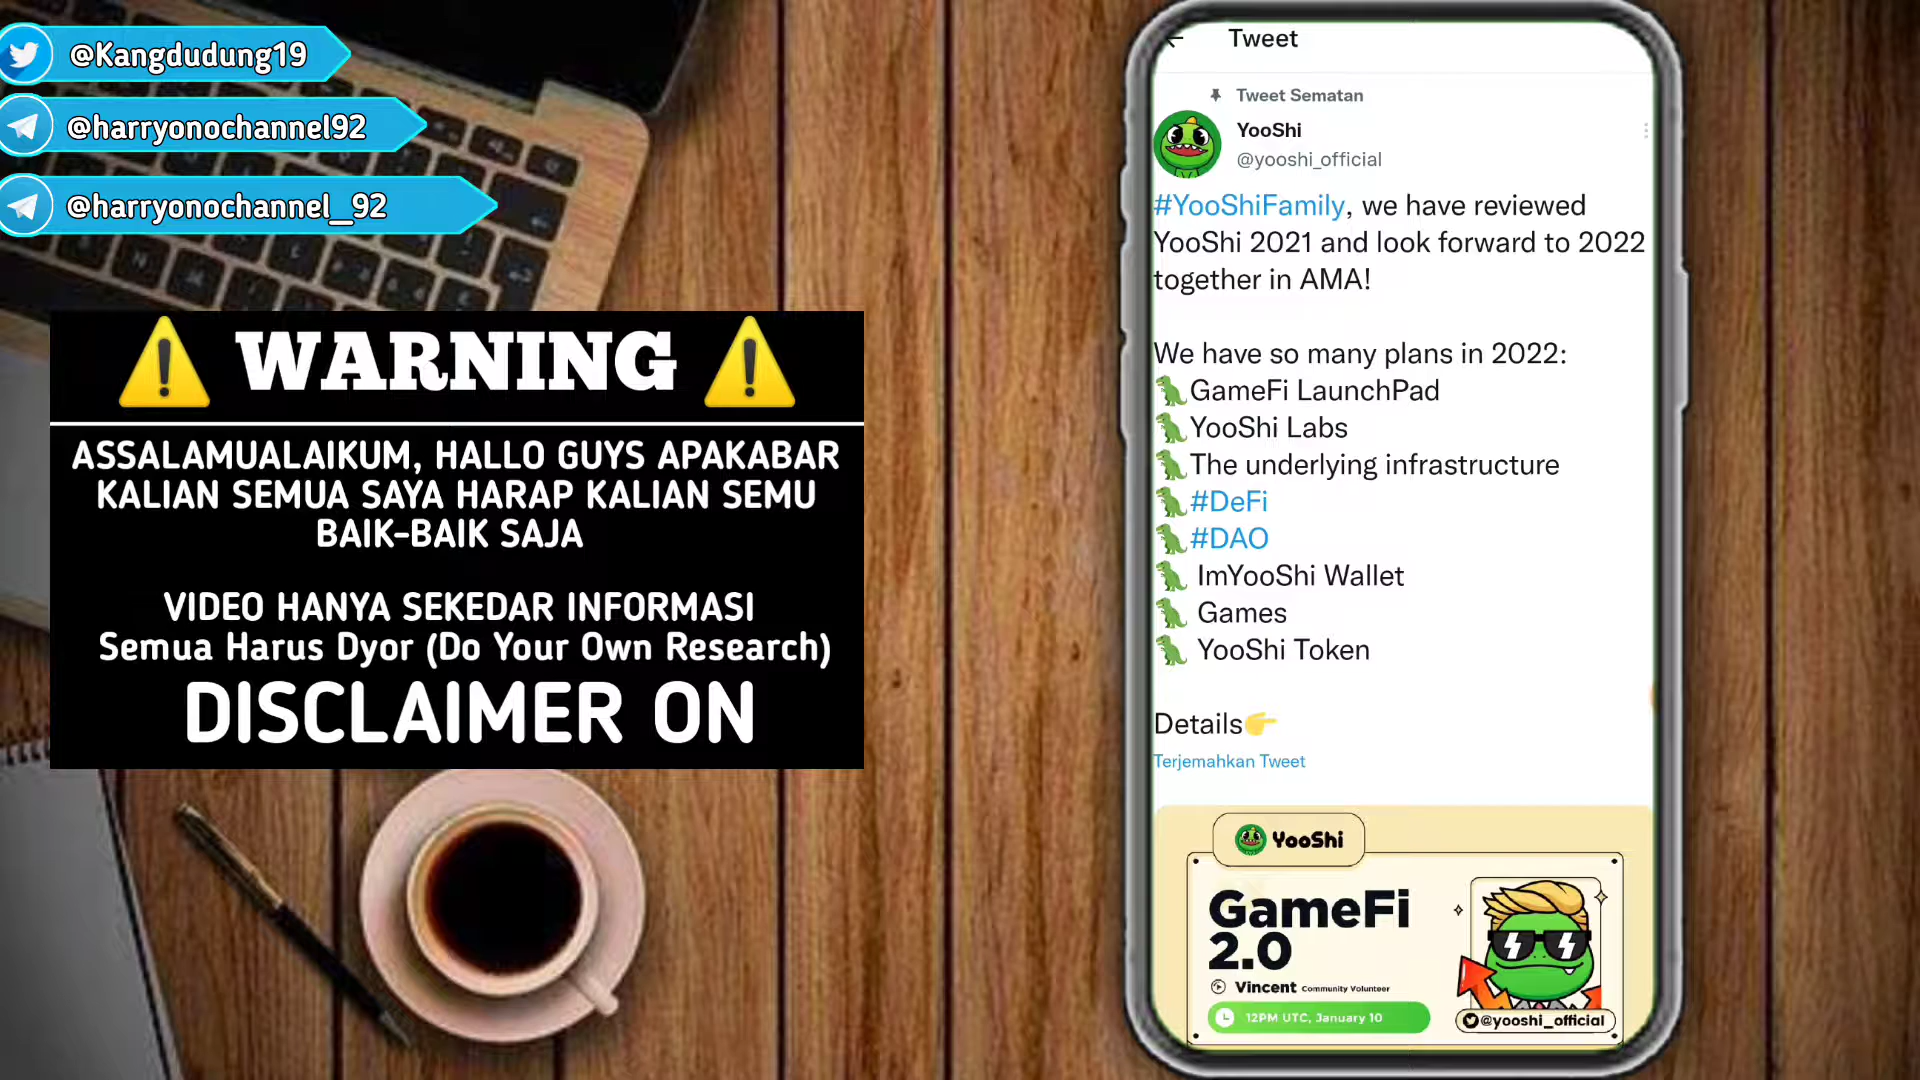 @Kangdudung19
@harryonochannel92
@harryonochannel_92
WARNING
ASSALAMUALAIKUM, HALLO GUYS APAKABAR
KALIAN SEMUA SAYA HARAP KALIAN SEMU
BAIK-BAIK SAJA
VIDEO HANYA SEKEDAR INFORMASI
Semua Harus Dyor (Do Your Own Research)
DISCLAIMER ON
Tweet
Tweet Sematan
YooShi
@yooshi_official
#YooShiFamily, we have reviewed
YooShi 2021 and look forward to 2022
together in AMA!
We have so many plans in 2022:
GameFi LaunchPad
YooShi Labs
The underlying infrastructure
#DeFi
#DAO
ImYooShi Wallet
Games
YooShi Token
Details
Terjemahkan Tweet
YooShi
GameFi
2.0
Vincent Community Volunteer
12PM UTC, January 10
@yooshi_official